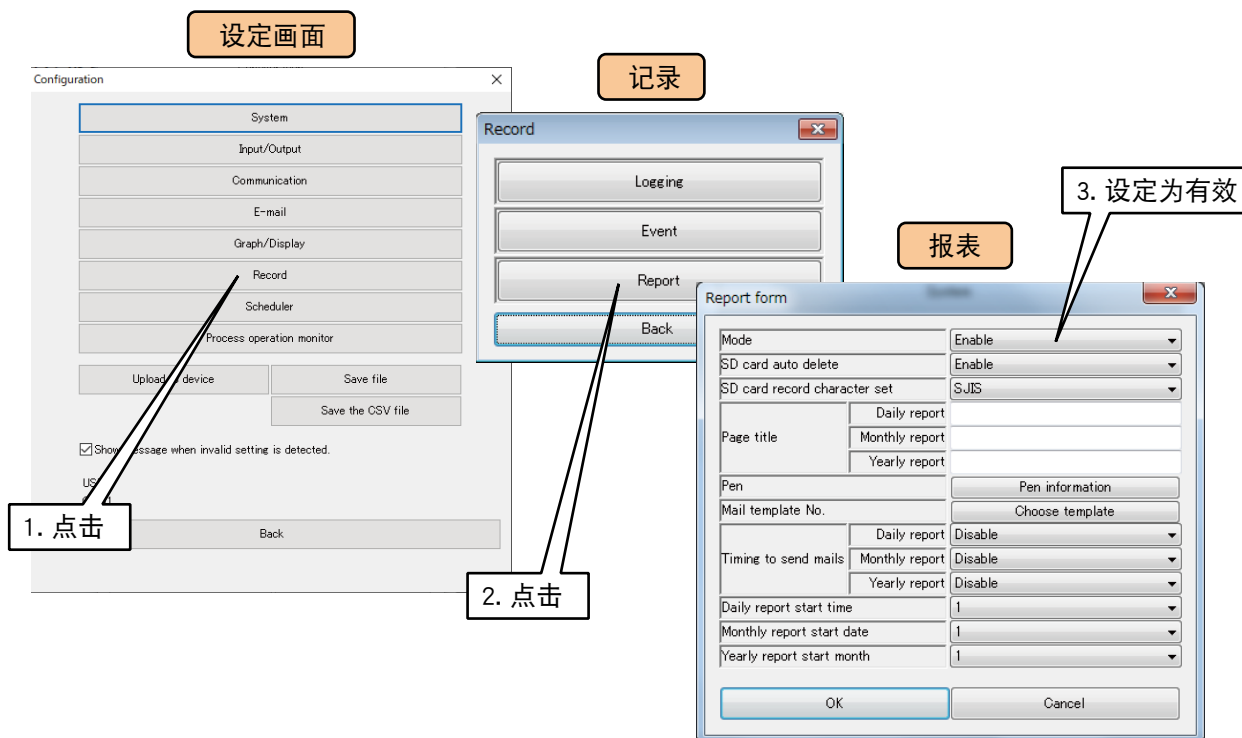 设定画面
Configuration
System
Input/Output
Communication
E-mail
Graph/Display
Record
Scheduler
Process operation monitor
Upload device
Save file
Save the CSV file
Show message when invalid setting is detected.
Back
1. 点击
记录
Record
Logging
Event
Report
Back
2. 点击
3. 设定为有效
报表
Report form
Mode Enable
SD card auto delete Enable
SD card record character set SJIS
Page title
Daily report
Monthly report
Yearly report
Pen Pen information
Mail template No. Choose template
Timing to send mails
Daily report Disable
Monthly report Disable
Yearly report Disable
Daily report start time 1
Monthly report start date 1
Yearly report start month 1
OK Cancel